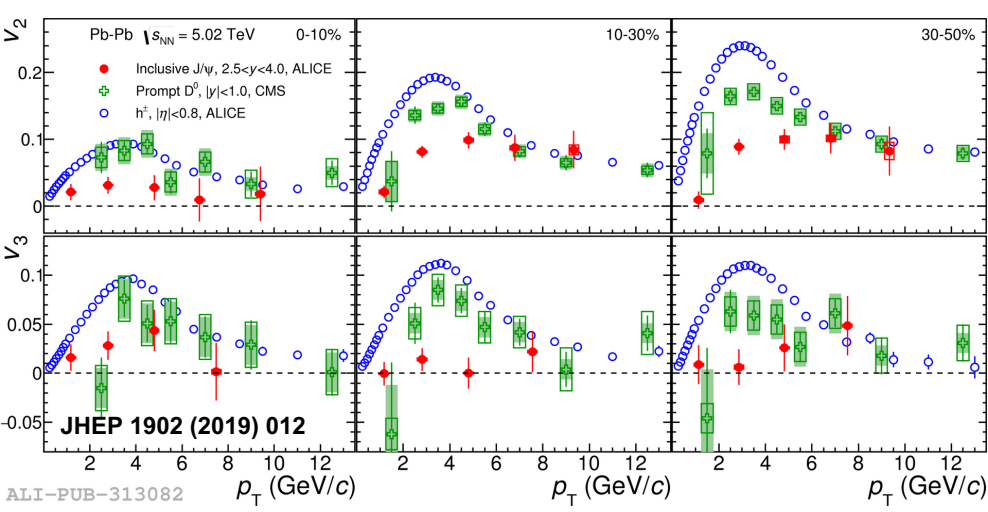 v2
Pb-Pb √sNN = 5.02 TeV 0-10%
Inclusive J/ψ, 2.5<y<4.0, ALICE
Prompt D⁰, |y|<1.0, CMS
h±, |η|<0.8, ALICE
10-30%
30-50%
0.2
0.1
0
v3
0.1
0.05
0
−0.05
JHEP 1902 (2019) 012
2 4 6 8 10 12
2 4 6 8 10 12
2 4 6 8 10 12
pT (GeV/c)
pT (GeV/c)
pT (GeV/c)
ALI-PUB-313082